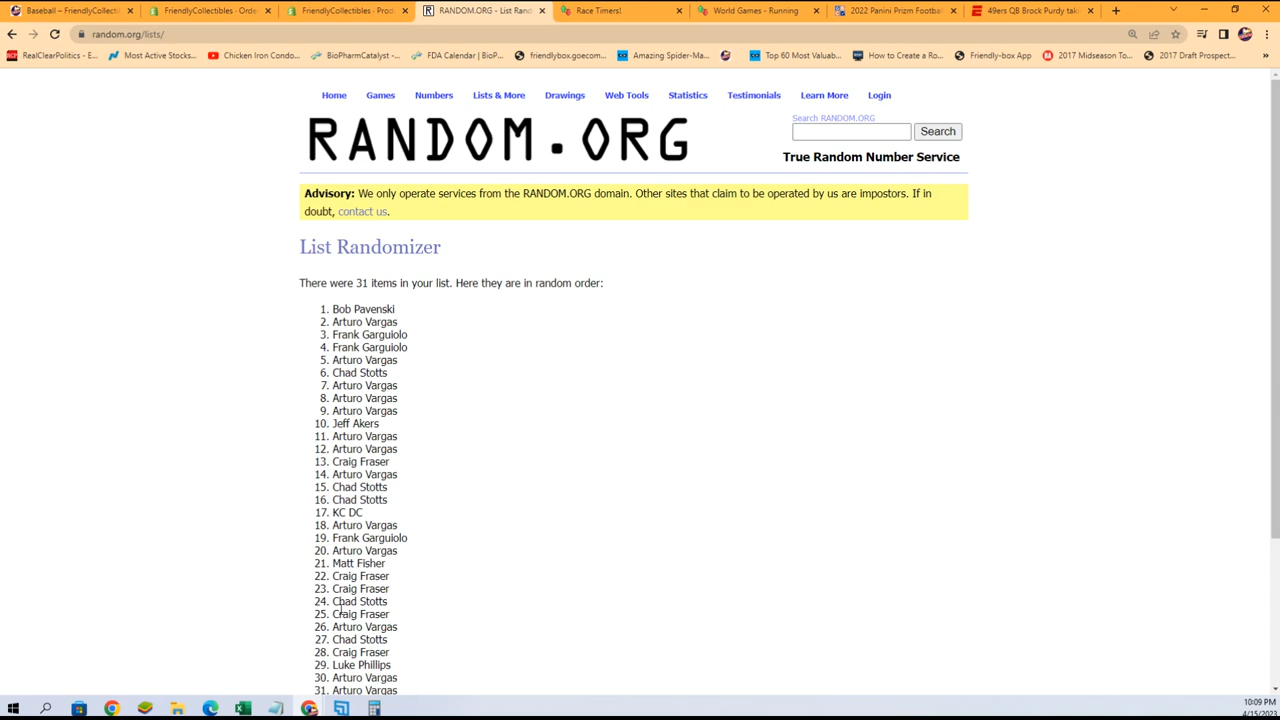 Baseball – FriendlyCollecti
FriendlyCollectibles - Orde
FriendlyCollectibles - Prod
RANDOM.ORG - List Rand
Race Timers!
World Games - Running
2022 Panini Prizm Footbal
49ers QB Brock Purdy tak
random.org/lists/
RealClearPolitics - E...
Most Active Stocks...
Chicken Iron Condo...
BioPharmCatalyst -...
FDA Calendar | BioP...
friendlybox.goecom...
Amazing Spider-Ma...
Top 60 Most Valuab...
How to Create a Ro...
Friendly-box App
2017 Midseason To...
2017 Draft Prospect...
Home Games Numbers Lists & More Drawings Web Tools Statistics Testimonials Learn More Login
RANDOM.ORG
Search RANDOM.ORG
Search
True Random Number Service
Advisory: We only operate services from the RANDOM.ORG domain. Other sites that claim to be operated by us are impostors. If in
doubt, contact us.
List Randomizer
There were 31 items in your list. Here they are in random order:
1. Bob Pavenski
2. Arturo Vargas
3. Frank Garguiolo
4. Frank Garguiolo
5. Arturo Vargas
6. Chad Stotts
7. Arturo Vargas
8. Arturo Vargas
9. Arturo Vargas
10. Jeff Akers
11. Arturo Vargas
12. Arturo Vargas
13. Craig Fraser
14. Arturo Vargas
15. Chad Stotts
16. Chad Stotts
17. KC DC
18. Arturo Vargas
19. Frank Garguiolo
20. Arturo Vargas
21. Matt Fisher
22. Craig Fraser
23. Craig Fraser
24. Chad Stotts
25. Craig Fraser
26. Arturo Vargas
27. Chad Stotts
28. Craig Fraser
29. Luke Phillips
30. Arturo Vargas
31. Arturo Vargas
10:09 PM
4/15/2023